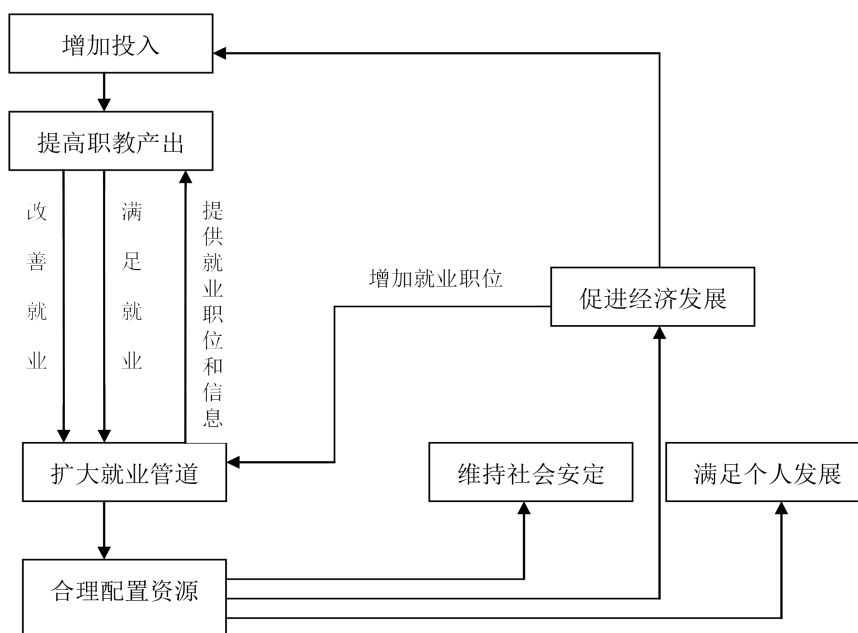 增加投入
提高职教产出
改善就业
满足就业
提供就业职位和信息
增加就业职位
促进经济发展
扩大就业管道
维持社会安定
满足个人发展
合理配置资源